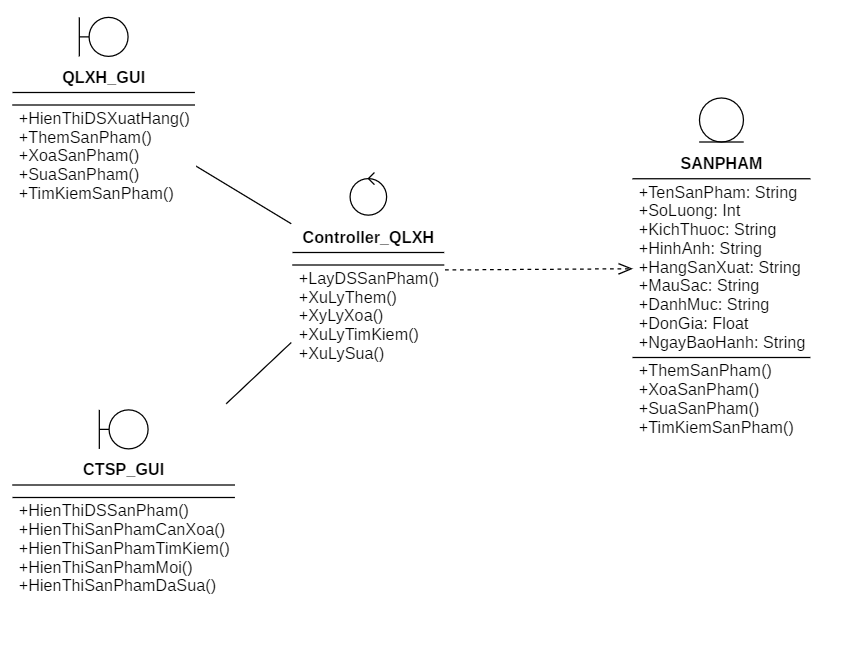 QLXH_GUI
+HienThiDSXuatHang()
+ThemSanPham()
+XoaSanPham()
+SuaSanPham()
+TimKiemSanPham()
Controller_QLXH
+LayDSSanPham()
+XuLyThem()
+XyLyXoa()
+XuLyTimKiem()
+XuLySua()
SANPHAM
+TenSanPham: String
+SoLuong: Int
+KichThuoc: String
+HinhAnh: String
+HangSanXuat: String
+MauSac: String
+DanhMuc: String
+DonGia: Float
+NgayBaoHanh: String
+ThemSanPham()
+XoaSanPham()
+SuaSanPham()
+TimKiemSanPham()
CTSP_GUI
+HienThiDSSanPham()
+HienThiSanPhamCanXoa()
+HienThiSanPhamTimKiem()
+HienThiSanPhamMoi()
+HienThiSanPhamDaSua()